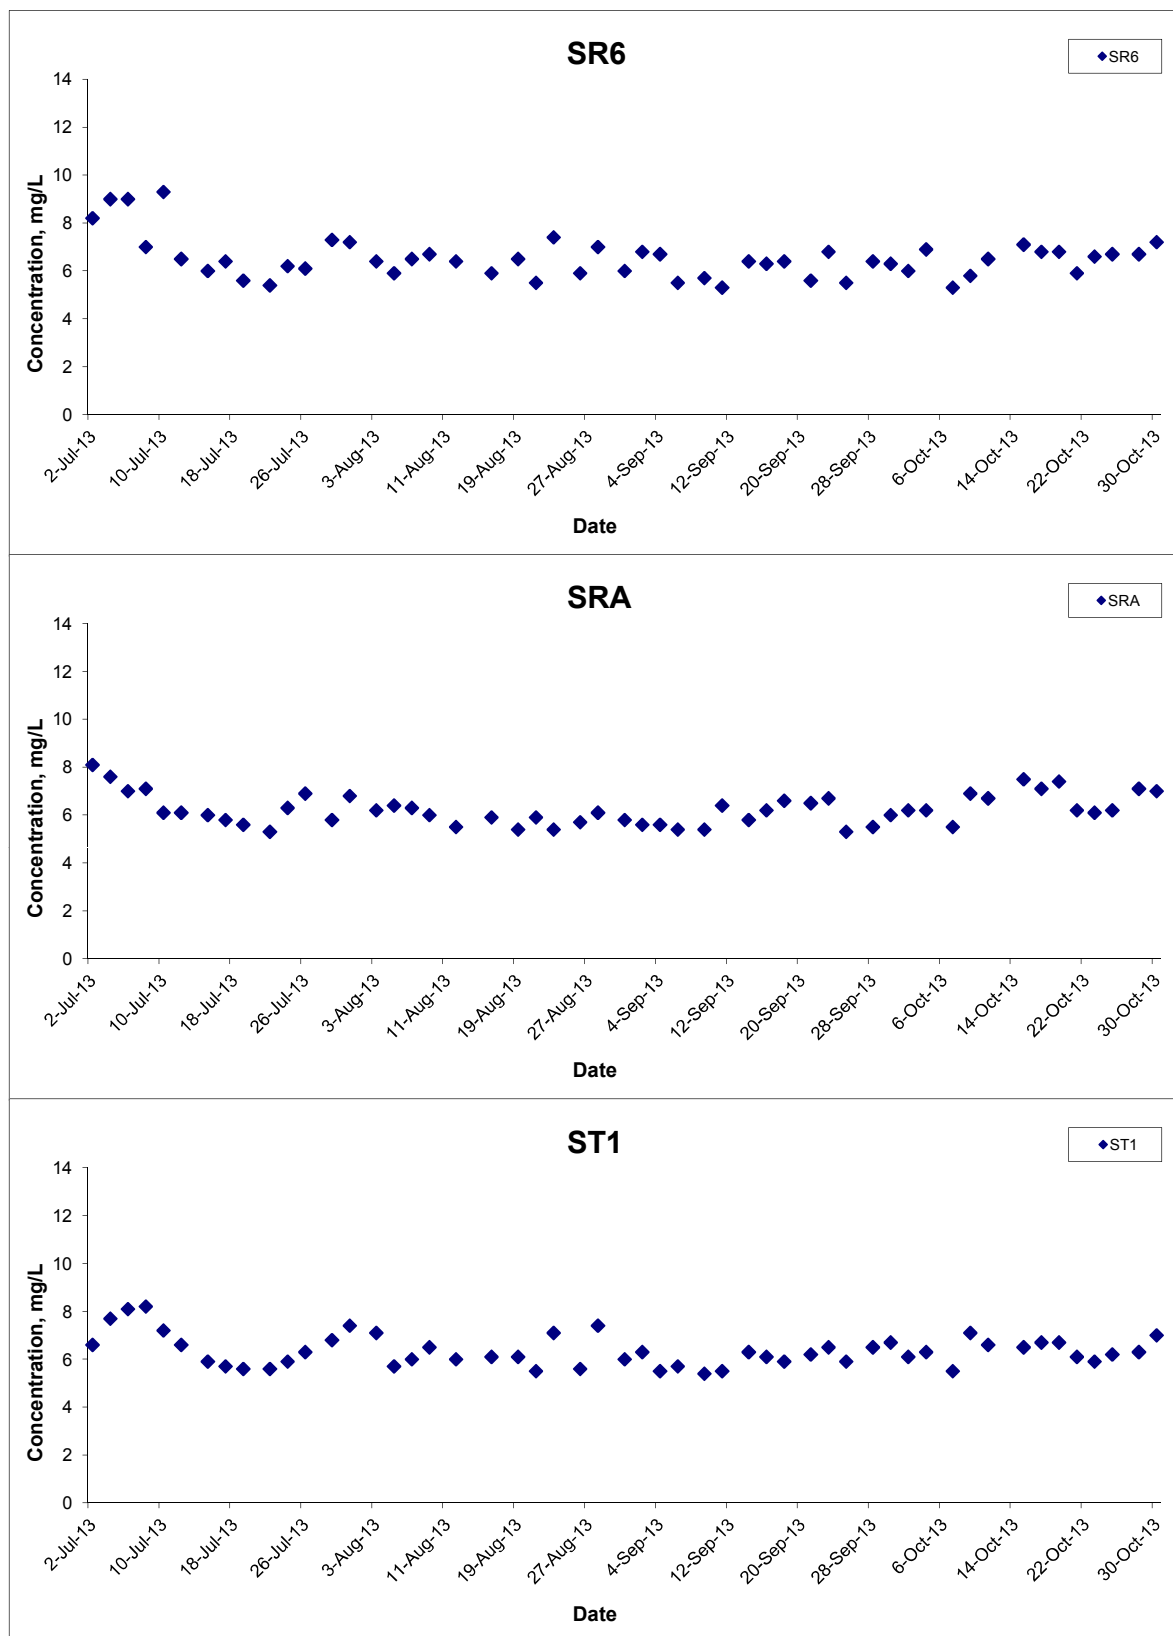 SR6
SR6
14
12
10
8
6
4
2
0
Concentration, mg/L
2-Jul-13
10-Jul-13
18-Jul-13
26-Jul-13
3-Aug-13
11-Aug-13
19-Aug-13
27-Aug-13
4-Sep-13
12-Sep-13
20-Sep-13
28-Sep-13
6-Oct-13
14-Oct-13
22-Oct-13
30-Oct-13
Date
SRA
SRA
14
12
10
8
6
4
2
0
Concentration, mg/L
2-Jul-13
10-Jul-13
18-Jul-13
26-Jul-13
3-Aug-13
11-Aug-13
19-Aug-13
27-Aug-13
4-Sep-13
12-Sep-13
20-Sep-13
28-Sep-13
6-Oct-13
14-Oct-13
22-Oct-13
30-Oct-13
Date
ST1
ST1
14
12
10
8
6
4
2
0
Concentration, mg/L
2-Jul-13
10-Jul-13
18-Jul-13
26-Jul-13
3-Aug-13
11-Aug-13
19-Aug-13
27-Aug-13
4-Sep-13
12-Sep-13
20-Sep-13
28-Sep-13
6-Oct-13
14-Oct-13
22-Oct-13
30-Oct-13
Date